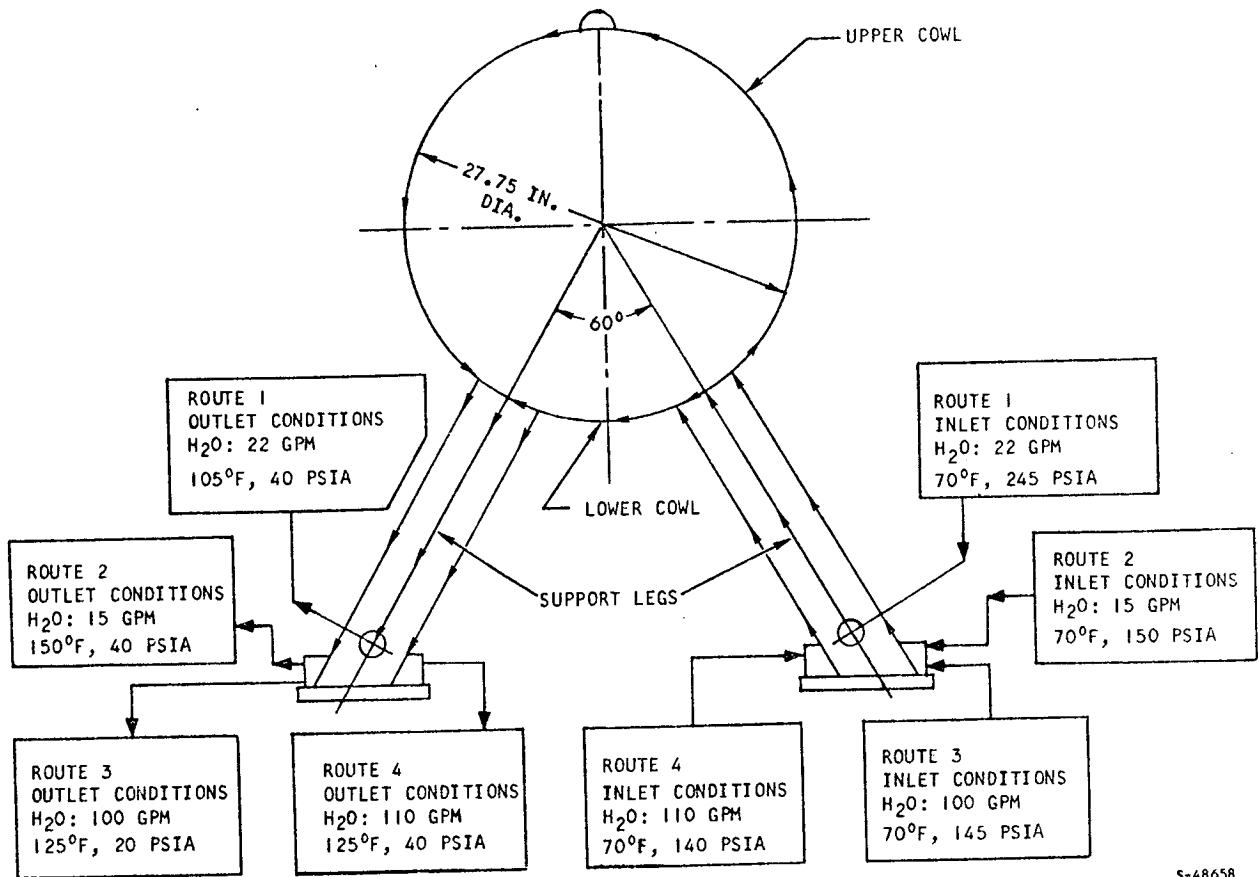 UPPER COWL
27.75 IN.
DIA.
60°
LOWER COWL
SUPPORT LEGS
ROUTE 1
OUTLET CONDITIONS
H₂O: 22 GPM
105°F, 40 PSIA
ROUTE 1
INLET CONDITIONS
H₂O: 22 GPM
70°F, 245 PSIA
ROUTE 2
OUTLET CONDITIONS
H₂O: 15 GPM
150°F, 40 PSIA
ROUTE 2
INLET CONDITIONS
H₂O: 15 GPM
70°F, 150 PSIA
ROUTE 3
OUTLET CONDITIONS
H₂O: 100 GPM
125°F, 20 PSIA
ROUTE 4
OUTLET CONDITIONS
H₂O: 110 GPM
125°F, 40 PSIA
ROUTE 4
INLET CONDITIONS
H₂O: 110 GPM
70°F, 140 PSIA
ROUTE 3
INLET CONDITIONS
H₂O: 100 GPM
70°F, 145 PSIA
S-48658